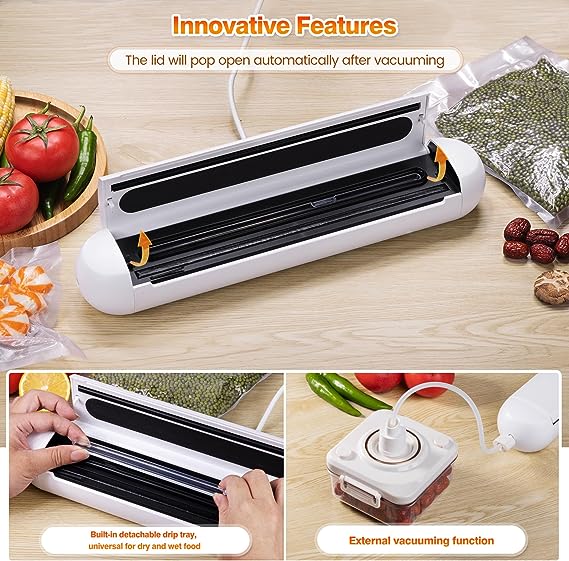 Innovative Features
The lid will pop open automatically after vacuuming
Built-in detachable drip tray,
universal for dry and wet food
External vacuuming function